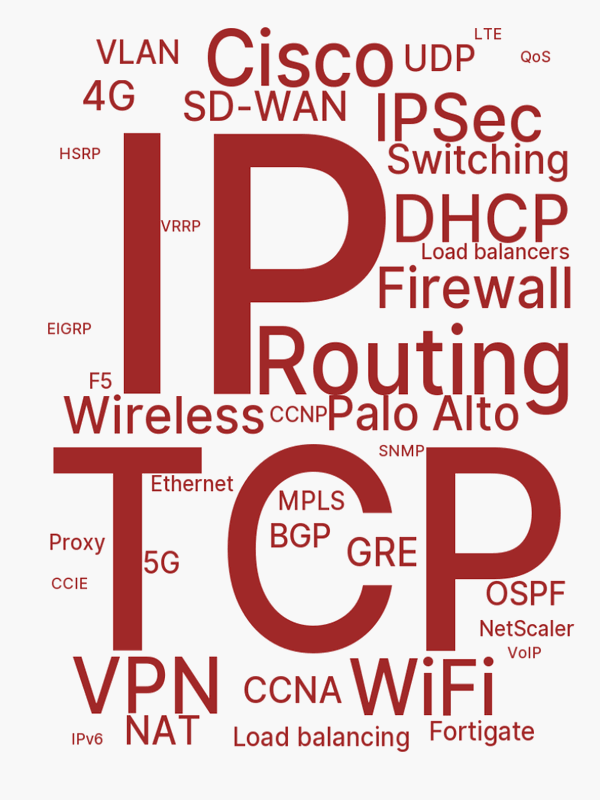 LTE
VLAN
Cisco
UDP
QoS
4G
SD-WAN
IPSec
HSRP
Switching
IP
VRRP
DHCP
Load balancers
Firewall
EIGRP
Routing
F5
Wireless
CCNP
Palo Alto
SNMP
TCP
Ethernet
MPLS
BGP
Proxy
GRE
5G
CCIE
OSPF
NetScaler
VoIP
VPN
CCNA
WiFi
NAT
Fortigate
IPv6
Load balancing